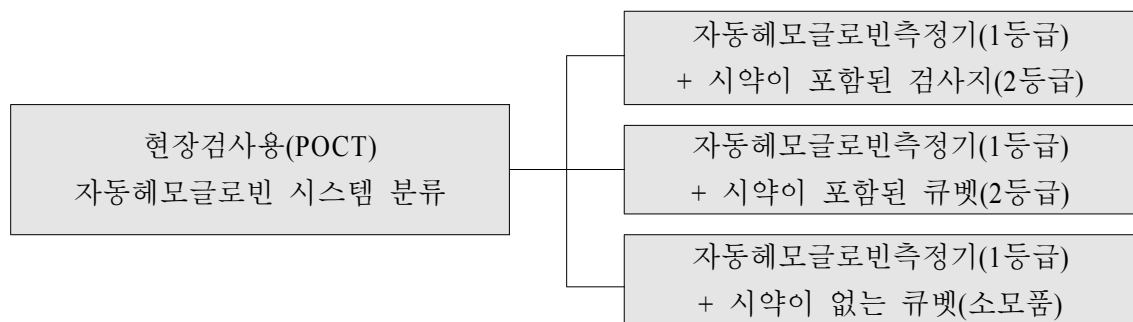 현장검사용(POCT)
자동헤모글로빈 시스템 분류
자동헤모글로빈측정기(1등급)
+ 시약이 포함된 검사지(2등급)
자동헤모글로빈측정기(1등급)
+ 시약이 포함된 큐벳(2등급)
자동헤모글로빈측정기(1등급)
+ 시약이 없는 큐벳(소모품)